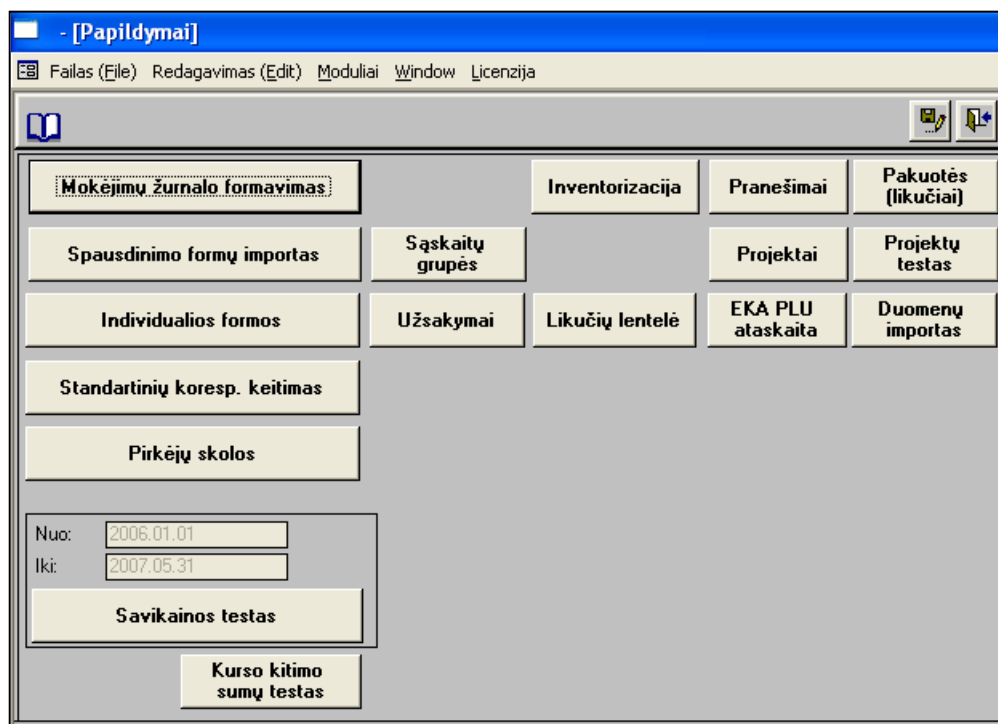 - [Papildymai]
Failas (File) Redagavimas (Edit) Moduliai Window Licenzija
Mokėjimų žurnalo formavimas
Inventorizacija
Pranešimai
Pakuotės
(likučiai)
Spausdinimo formų importas
Sąskaitų
grupės
Projektai
Projektų
testas
Individualios formos
Užsakymai
Likučių lentelė
EKA PLU
ataskaita
Duomenų
importas
Standartinių koresp. keitimas
Pirkėjų skolos
Nuo: 2006.01.01
Iki: 2007.05.31
Savikainos testas
Kurso kitimo
sumų testas